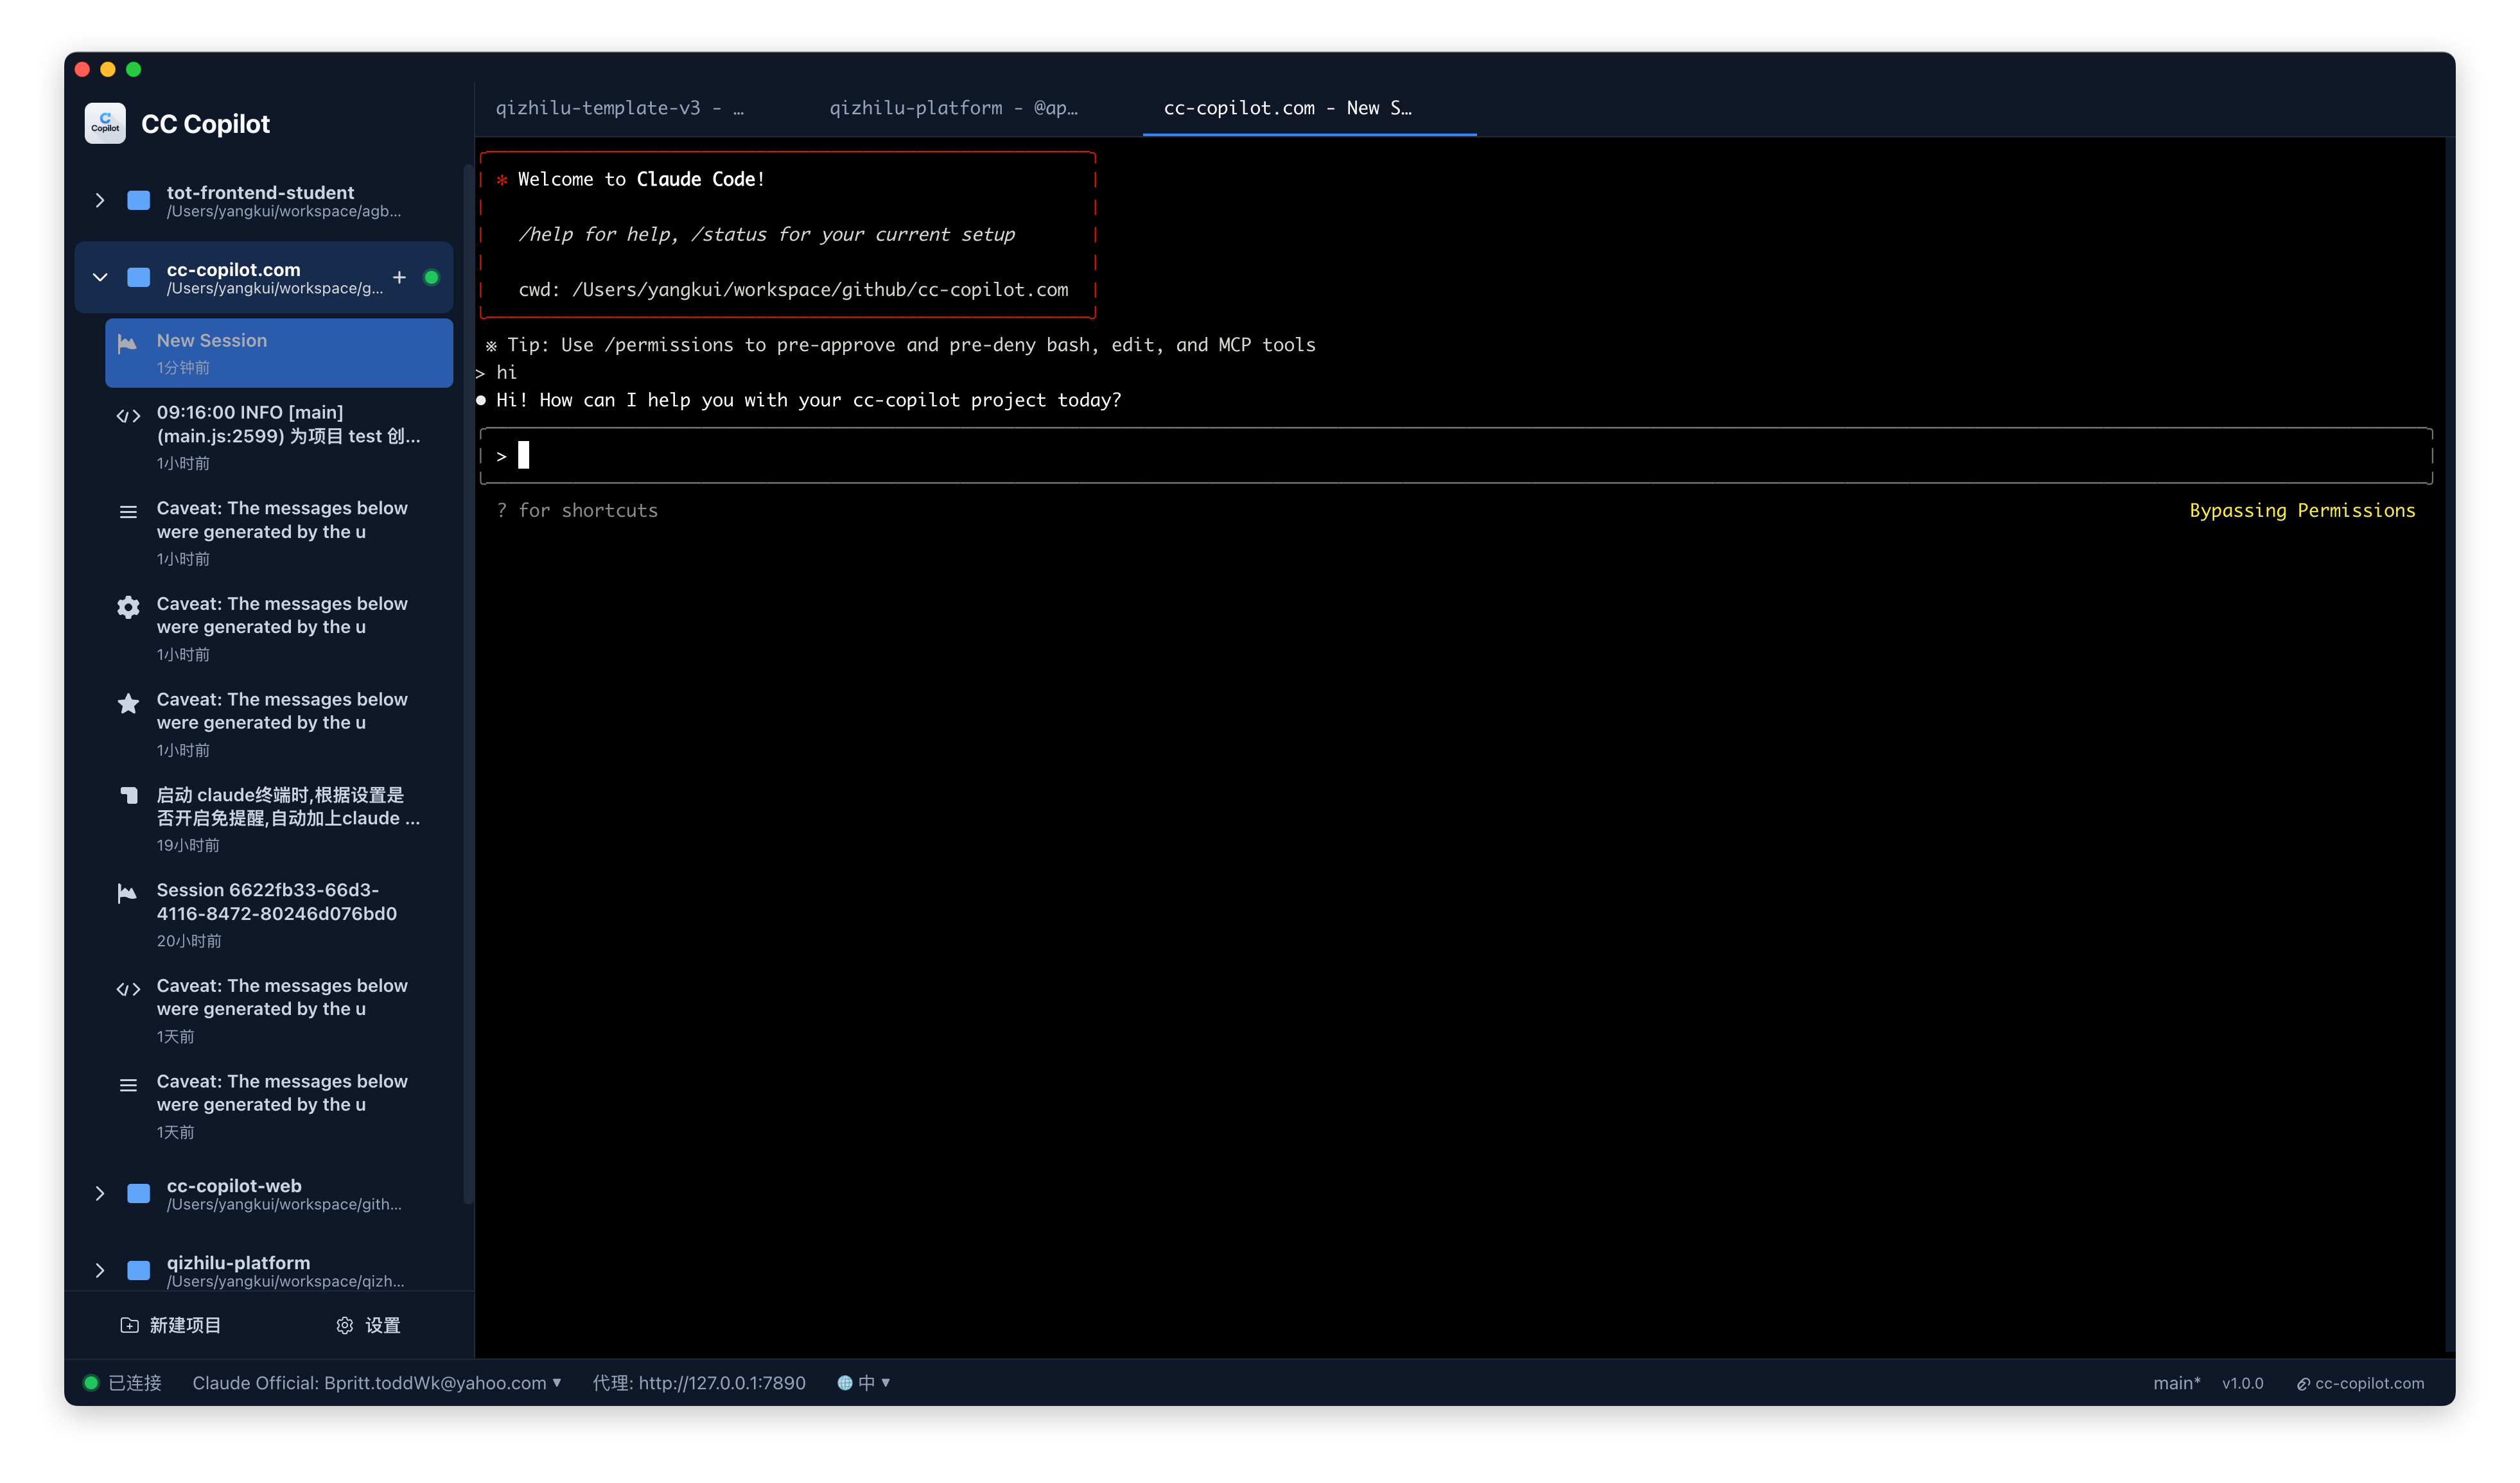 C
Copilot
CC Copilot
tot-frontend-student
/Users/yangkui/workspace/agb...
cc-copilot.com
/Users/yangkui/workspace/g...
+
New Session
1分钟前
09:16:00 INFO [main]
(main.js:2599) 为项目 test 创...
1小时前
Caveat: The messages below
were generated by the u
1小时前
Caveat: The messages below
were generated by the u
1小时前
Caveat: The messages below
were generated by the u
1小时前
启动 claude终端时,根据设置是
否开启免提醒,自动加上claude ...
19小时前
Session 6622fb33-66d3-
4116-8472-80246d076bd0
20小时前
Caveat: The messages below
were generated by the u
1天前
Caveat: The messages below
were generated by the u
1天前
cc-copilot-web
/Users/yangkui/workspace/gith...
qizhilu-platform
/Users/yangkui/workspace/qizh...
新建项目
设置
qizhilu-template-v3 - …
qizhilu-platform - @ap…
cc-copilot.com - New S…
✻ Welcome to Claude Code!
/help for help, /status for your current setup
cwd: /Users/yangkui/workspace/github/cc-copilot.com
※ Tip: Use /permissions to pre-approve and pre-deny bash, edit, and MCP tools
> hi
● Hi! How can I help you with your cc-copilot project today?
>
? for shortcuts
Bypassing Permissions
已连接
Claude Official: Bpritt.toddWk@yahoo.com ▼
代理: http://127.0.0.1:7890
🌐 中 ▼
main*
v1.0.0
cc-copilot.com